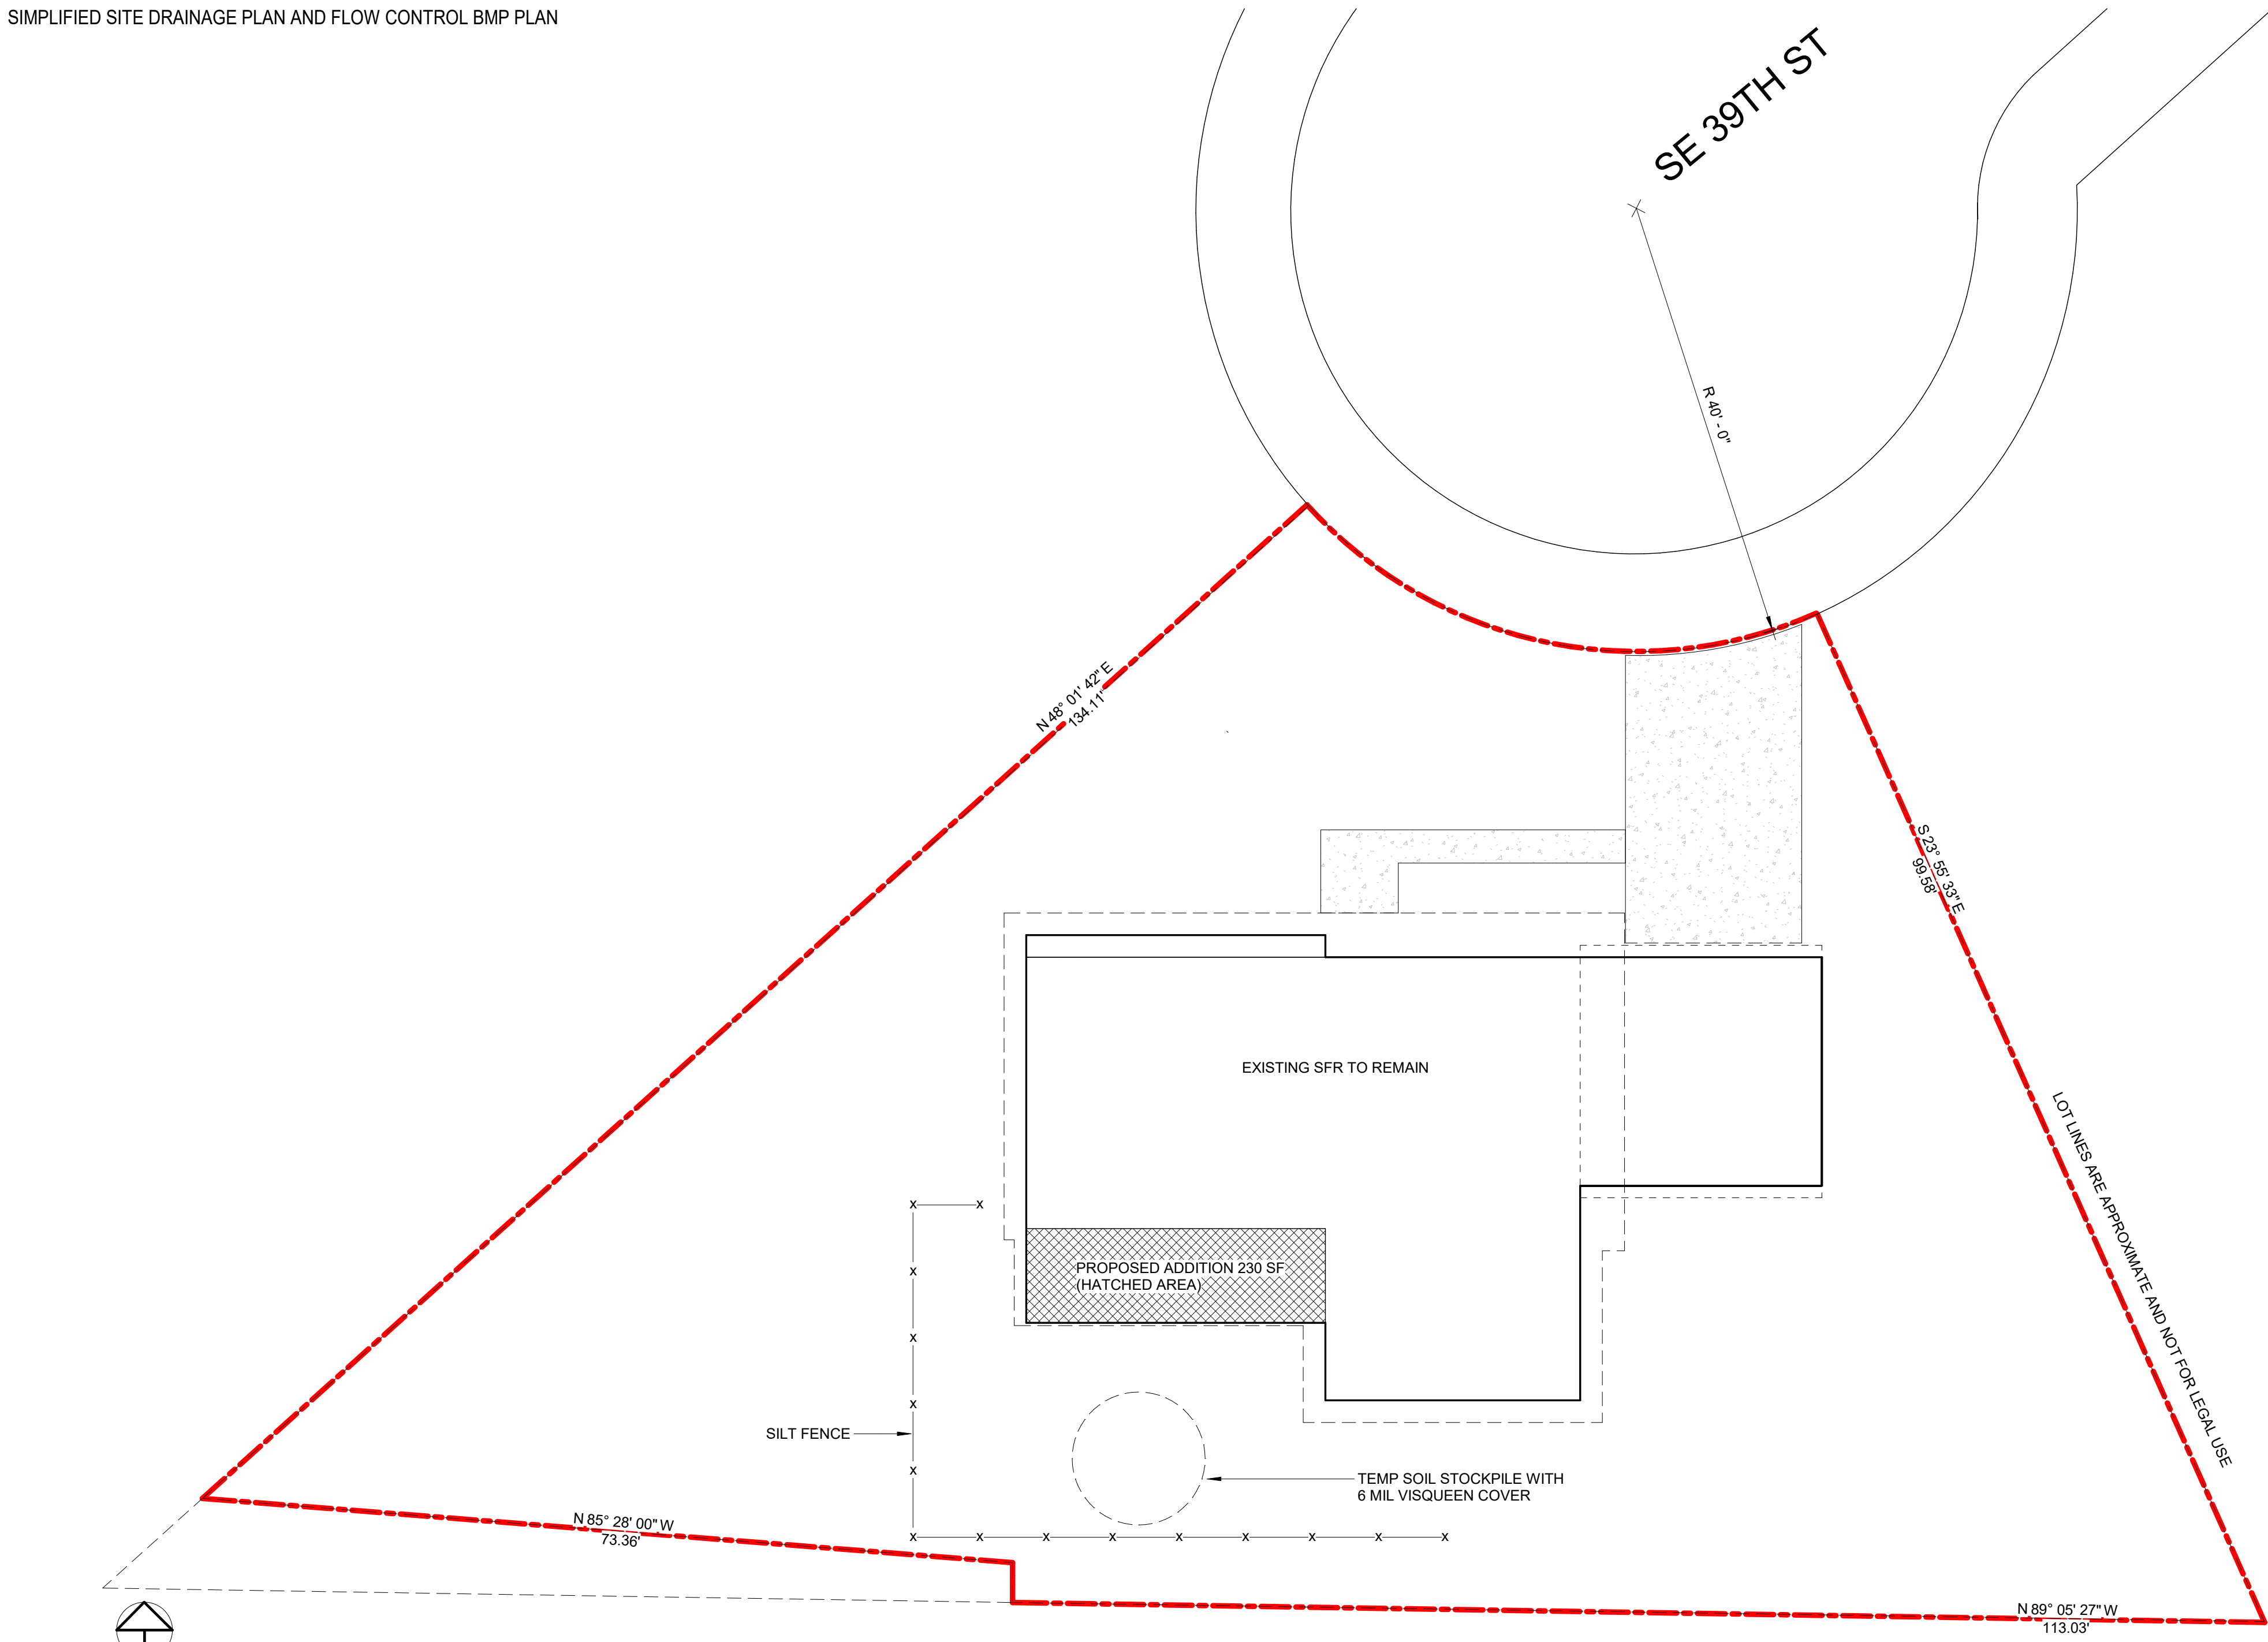 SIMPLIFIED SITE DRAINAGE PLAN AND FLOW CONTROL BMP PLAN
SE 39TH ST
R 40' - 0"
N 48° 01' 42" E
134.11'
S 23° 55' 33" E
99.58'
EXISTING SFR TO REMAIN
LOT LINES ARE APPROXIMATE AND NOT FOR LEGAL USE
PROPOSED ADDITION 230 SF
(HATCHED AREA)
SILT FENCE
TEMP SOIL STOCKPILE WITH
6 MIL VISQUEEN COVER
N 85° 28' 00" W
73.36'
N 89° 05' 27" W
113.03'